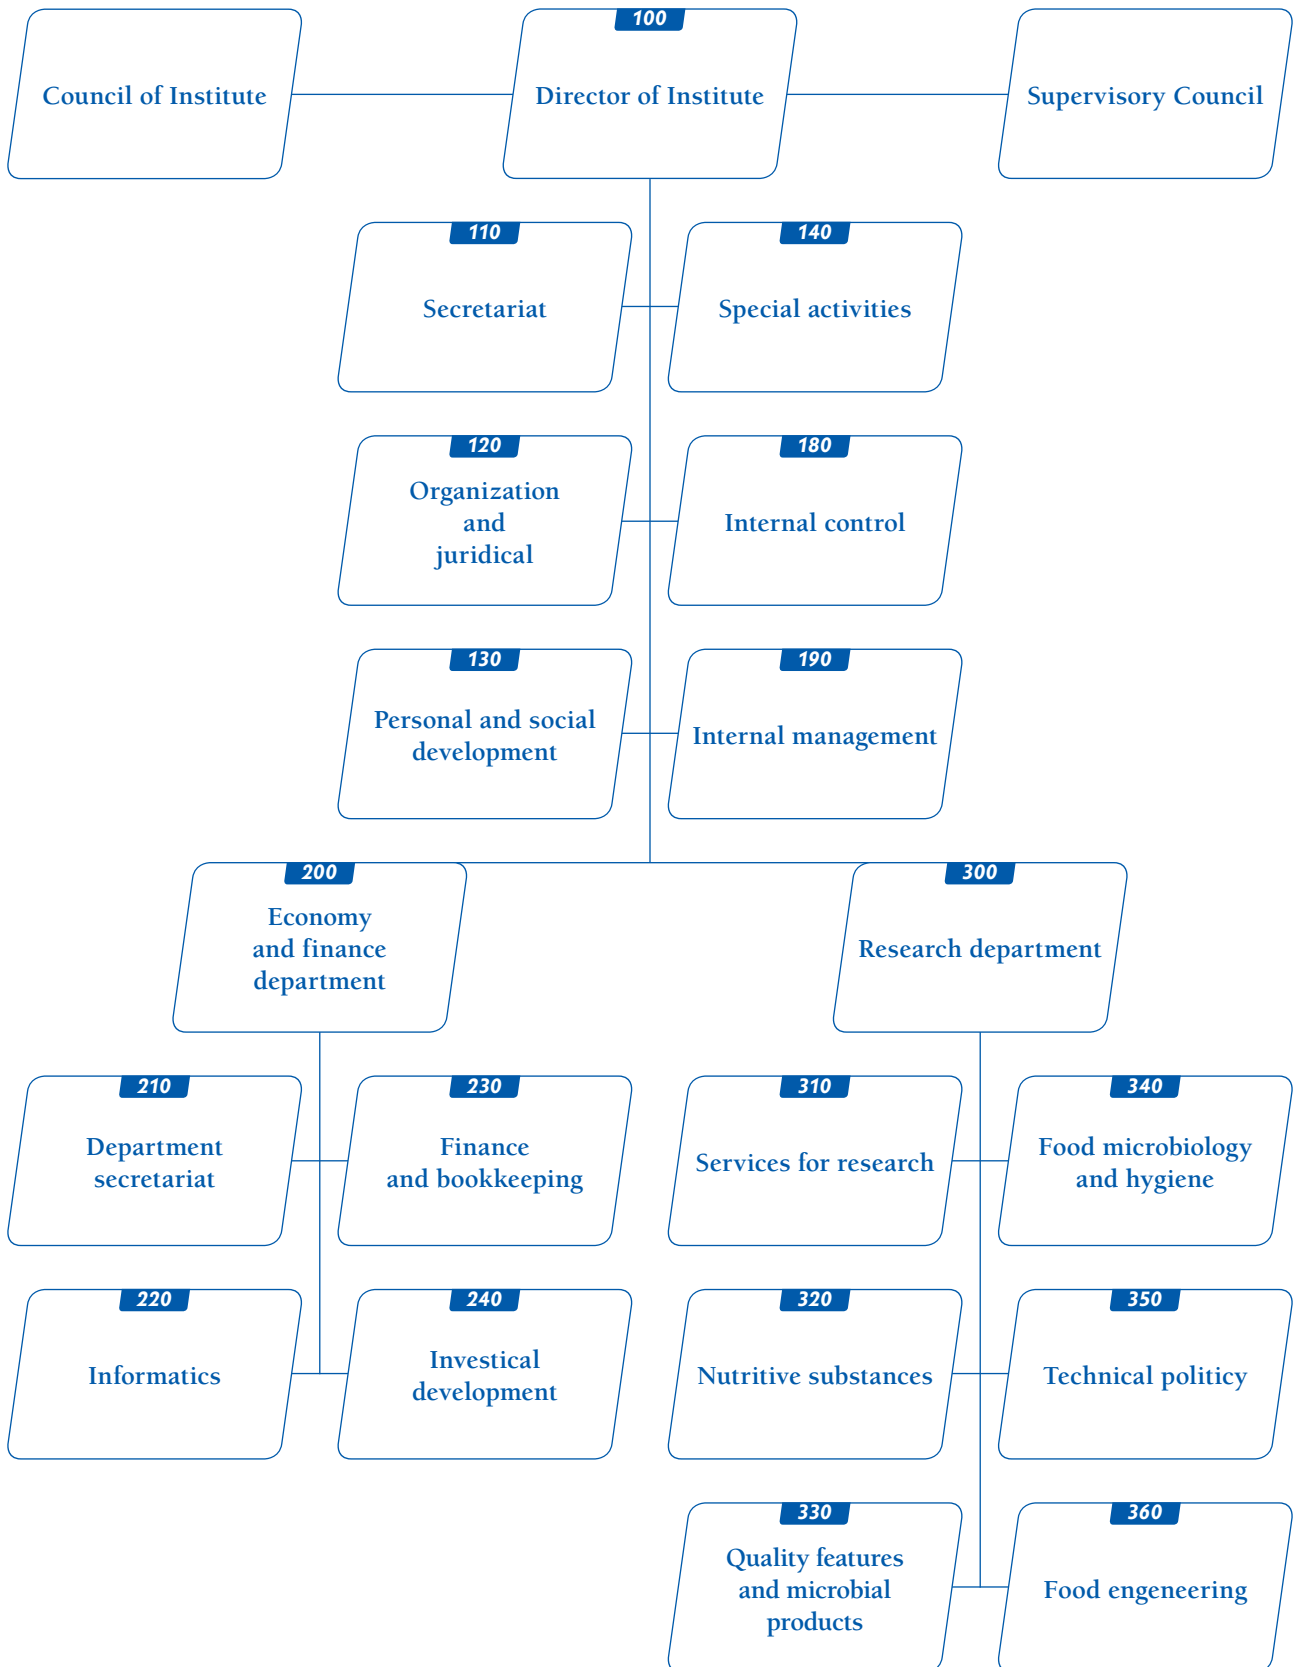 100
Council of Institute
Director of Institute
Supervisory Council
110
Secretariat
140
Special activities
120
Organization
and
juridical
180
Internal control
130
Personal and social
development
190
Internal management
200
Economy
and finance
department
300
Research department
210
Department
secretariat
230
Finance
and bookkeeping
310
Services for research
340
Food microbiology
and hygiene
220
Informatics
240
Investical
development
320
Nutritive substances
350
Technical politicy
330
Quality features
and microbial
products
360
Food engeneering